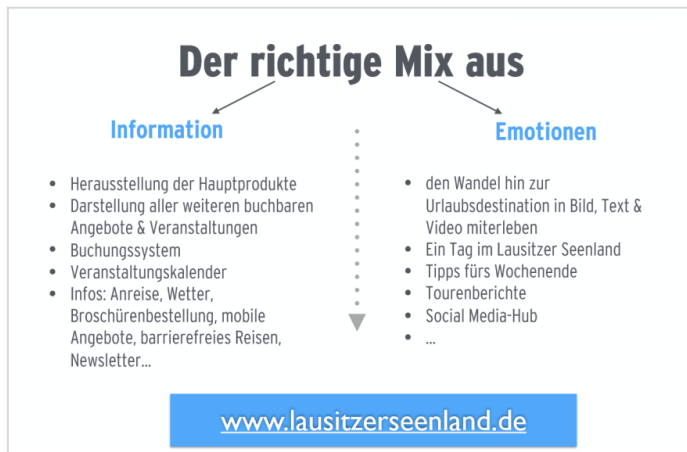 Der richtige Mix aus
Information
• Herausstellung der Hauptprodukte
• Darstellung aller weiteren buchbaren
Angebote & Veranstaltungen
• Buchungssystem
• Veranstaltungskalender
• Infos: Anreise, Wetter,
Broschürenbestellung, mobile
Angebote, barrierefreies Reisen,
Newsletter...
Emotionen
• den Wandel hin zur
Urlaubsdestination in Bild, Text &
Video miterleben
• Ein Tag im Lausitzer Seenland
• Tipps fürs Wochenende
• Tourenberichte
• Social Media-Hub
• ...
www.lausitzerseenland.de